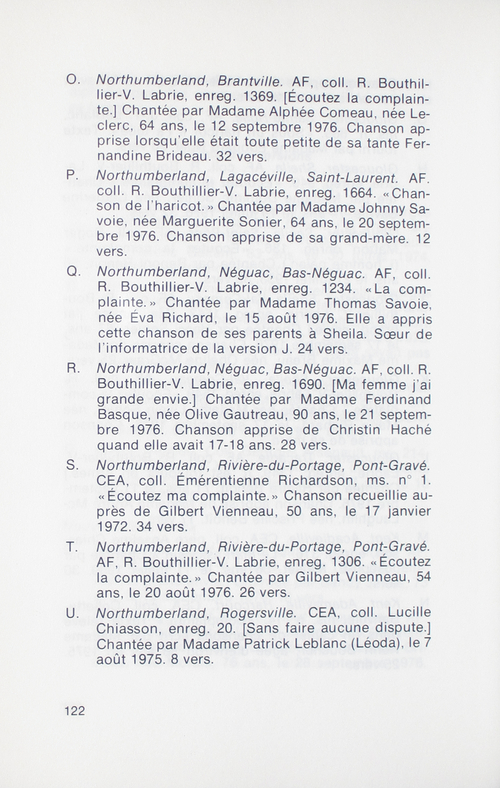 O. Northumberland, Brantville. AF, coll. R. Bouthil-
lier-V. Labrie, enreg. 1369. [Écoutez la complain-
te.] Chantée par Madame Alphée Comeau, née Le-
clerc, 64 ans, le 12 septembre 1976. Chanson ap-
prise lorsqu'elle était toute petite de sa tante Fer-
nandine Brideau. 32 vers.
P. Northumberland, Lagacéville, Saint-Laurent. AF.
coll. R. Bouthillier-V. Labrie, enreg. 1664. «Chan-
son de l'haricot.» Chantée par Madame Johnny Sa-
voie, née Marguerite Sonier, 64 ans, le 20 septem-
bre 1976. Chanson apprise de sa grand-mère. 12
vers.
Q. Northumberland, Néguac, Bas-Néguac. AF, coll.
R. Bouthillier-V. Labrie, enreg. 1234. «La com-
plainte.» Chantée par Madame Thomas Savoie,
née Éva Richard, le 15 août 1976. Elle a appris
cette chanson de ses parents à Sheila. Sœur de
l'informatrice de la version J. 24 vers.
R. Northumberland, Néguac, Bas-Néguac. AF, coll. R.
Bouthillier-V. Labrie, enreg. 1690. [Ma femme j'ai
grande envie.] Chantée par Madame Ferdinand
Basque, née Olive Gautreau, 90 ans, le 21 septem-
bre 1976. Chanson apprise de Christin Haché
quand elle avait 17-18 ans. 28 vers.
S. Northumberland, Rivière-du-Portage, Pont-Gravé.
CEA, coll. Émérentienne Richardson, ms. n° 1.
«Écoutez ma complainte.» Chanson recueillie au-
près de Gilbert Vienneau, 50 ans, le 17 janvier
1972. 34 vers.
T. Northumberland, Rivière-du-Portage, Pont-Gravé.
AF, R. Bouthillier-V. Labrie, enreg. 1306. «Écoutez
la complainte.» Chantée par Gilbert Vienneau, 54
ans, le 20 août 1976. 26 vers.
U. Northumberland, Rogersville. CEA, coll. Lucille
Chiasson, enreg. 20. [Sans faire aucune dispute.]
Chantée par Madame Patrick Leblanc (Léoda), le 7
août 1975. 8 vers.
122